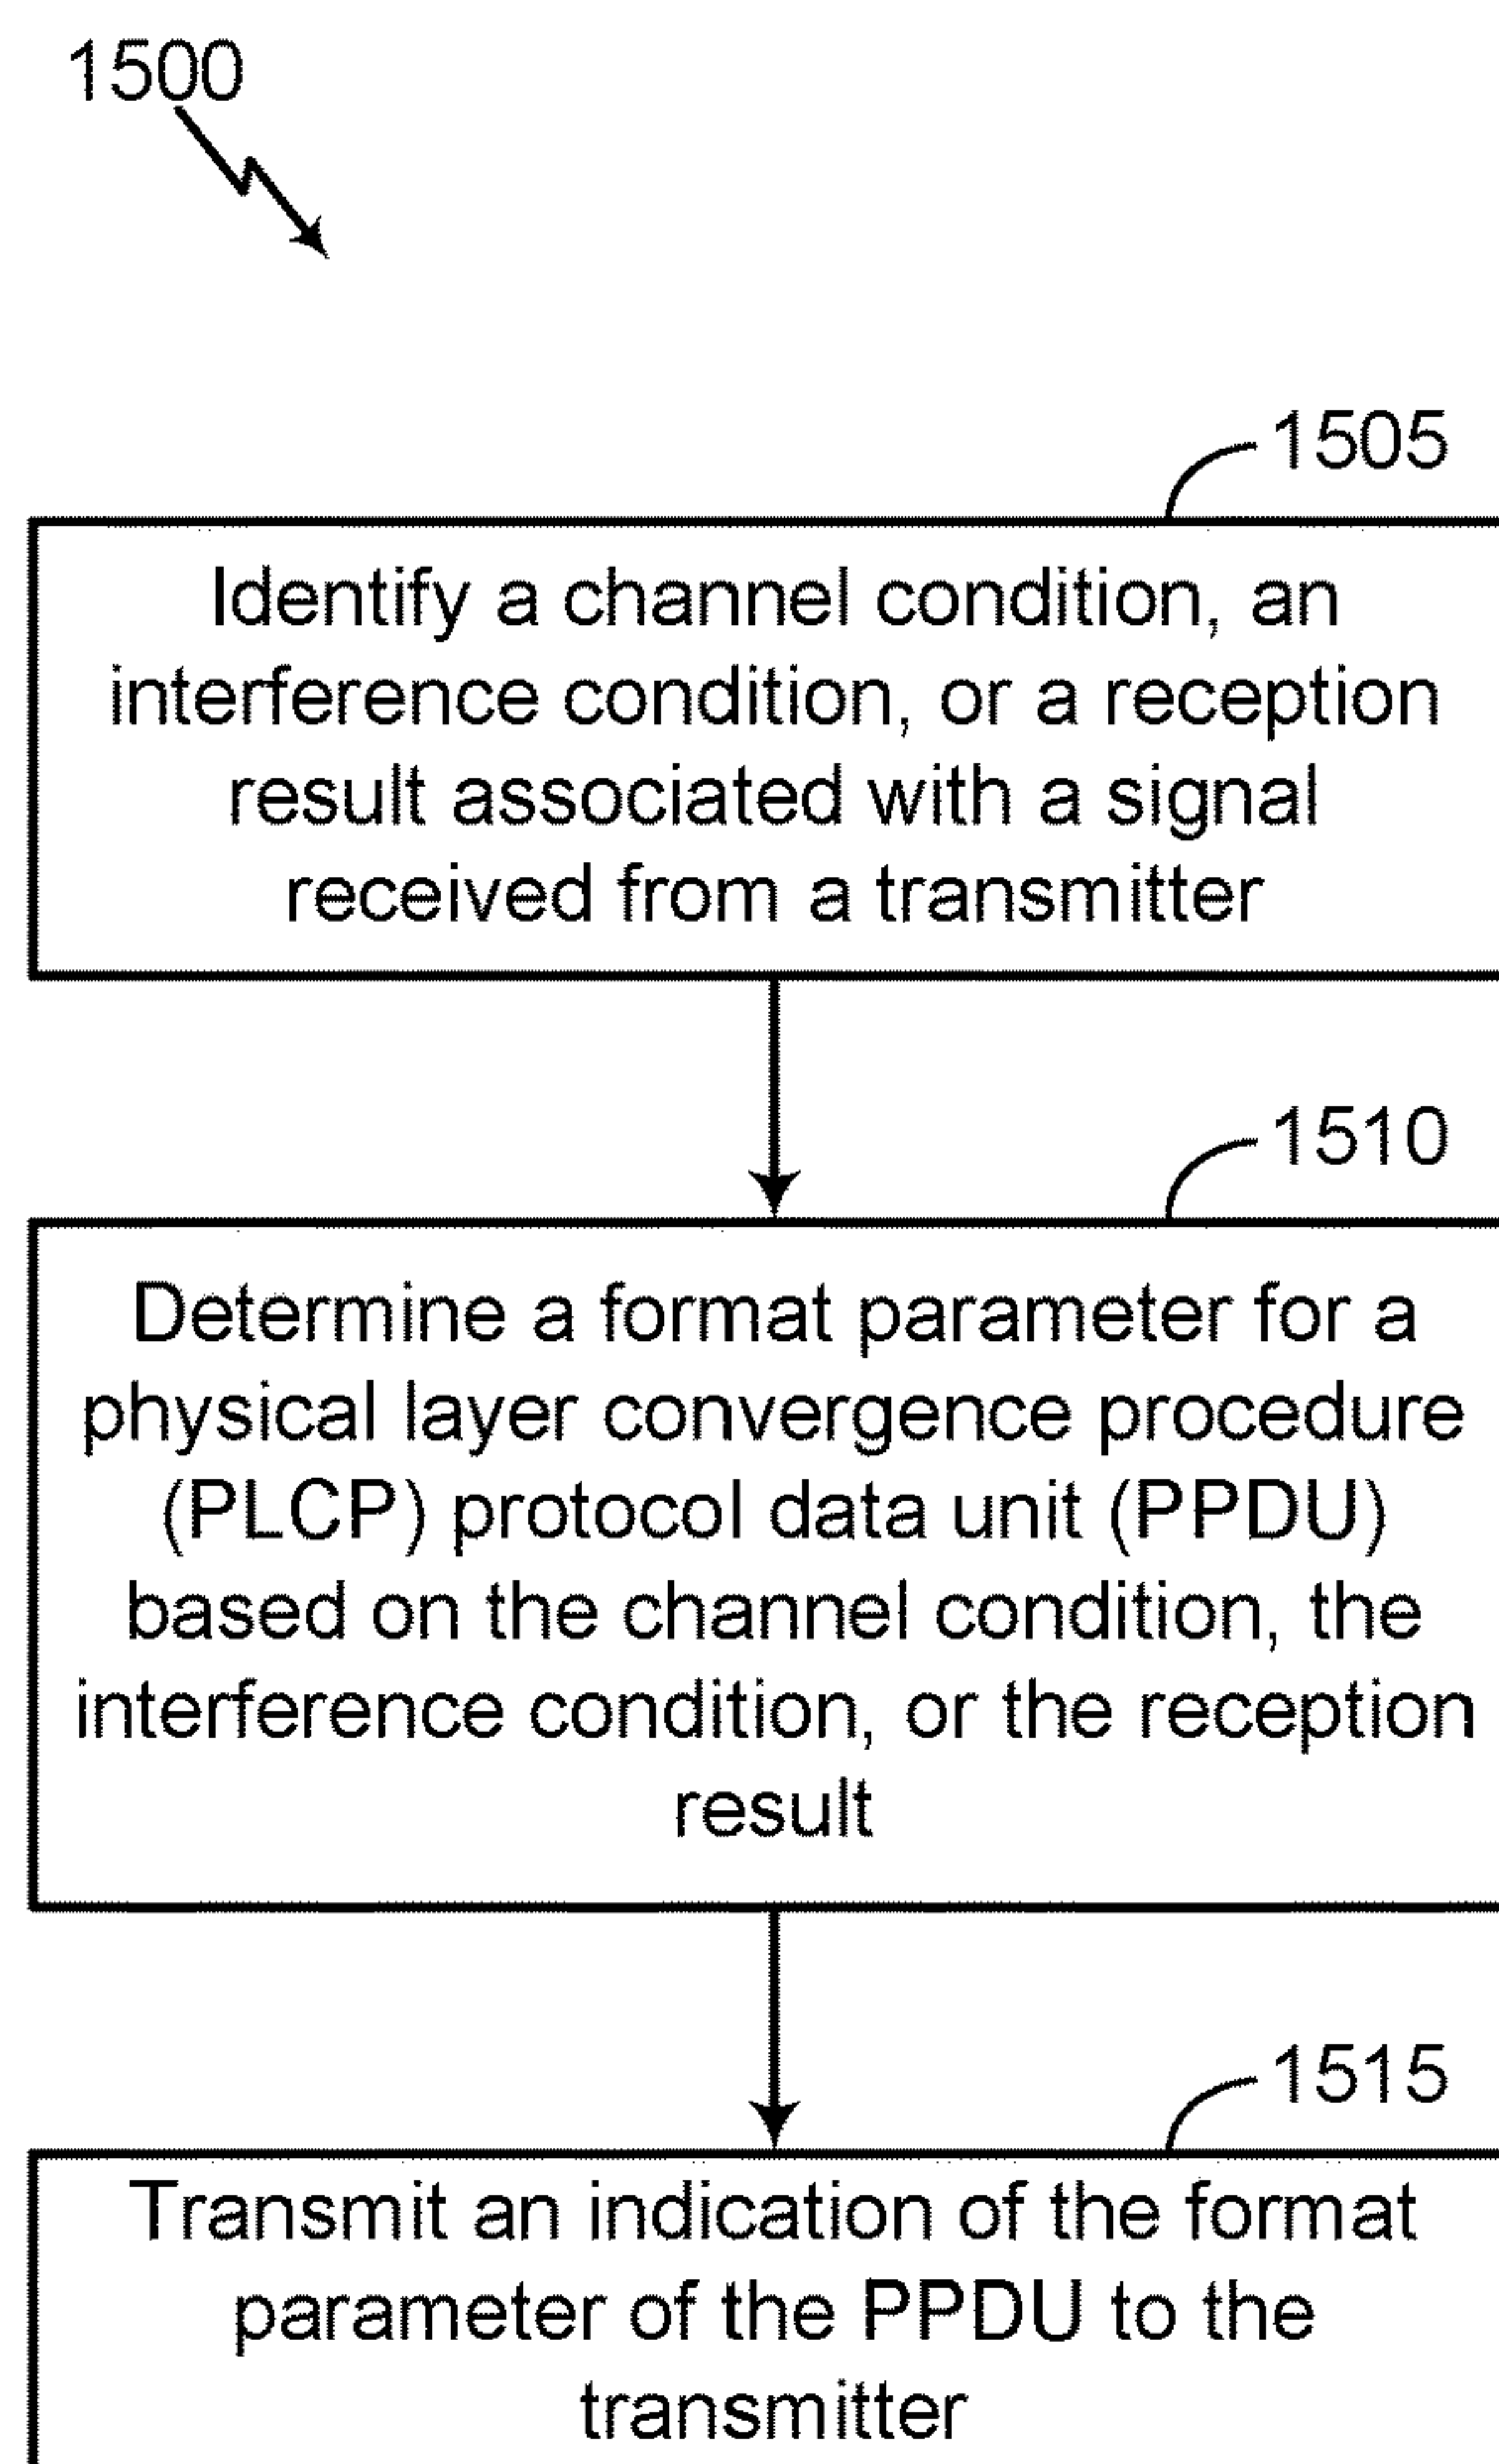 1500
1505
Identify a channel condition, an
interference condition, or a reception
result associated with a signal
received from a transmitter
1510
Determine a format parameter for a
physical layer convergence procedure
(PLCP) protocol data unit (PPDU)
based on the channel condition, the
interference condition, or the reception
result
1515
Transmit an indication of the format
parameter of the PPDU to the
transmitter